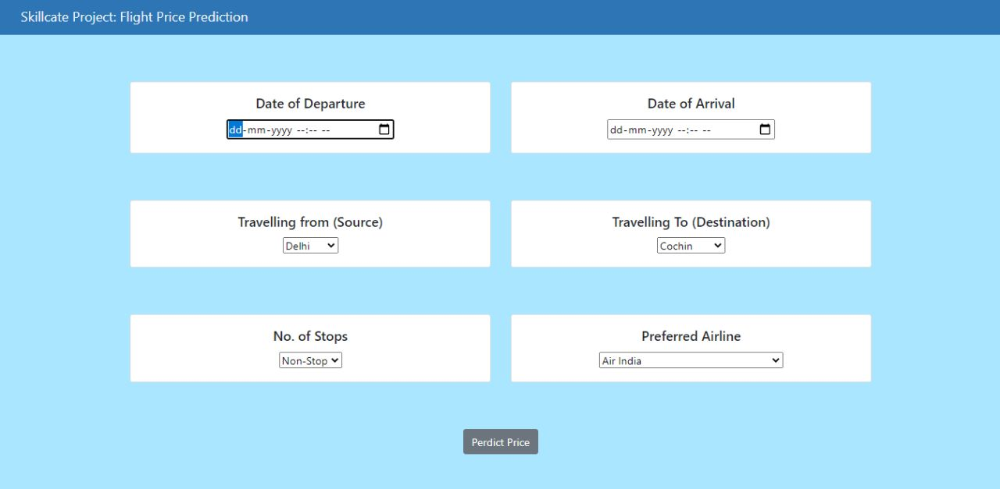 Skillcate Project: Flight Price Prediction
Date of Departure
dd-mm-yyyy --:-- --
Date of Arrival
dd-mm-yyyy --:-- --
Travelling from (Source)
Delhi
Travelling To (Destination)
Cochin
No. of Stops
Non-Stop
Preferred Airline
Air India
Perdict Price